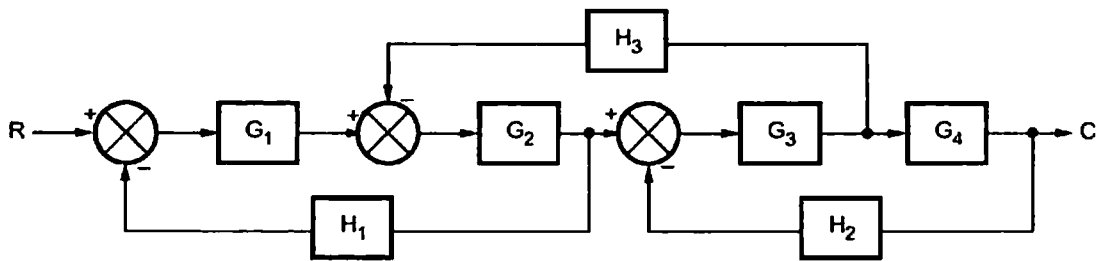 H3
+ −
R + G1 + G2 + G3 G4 C
− −
H1 H2